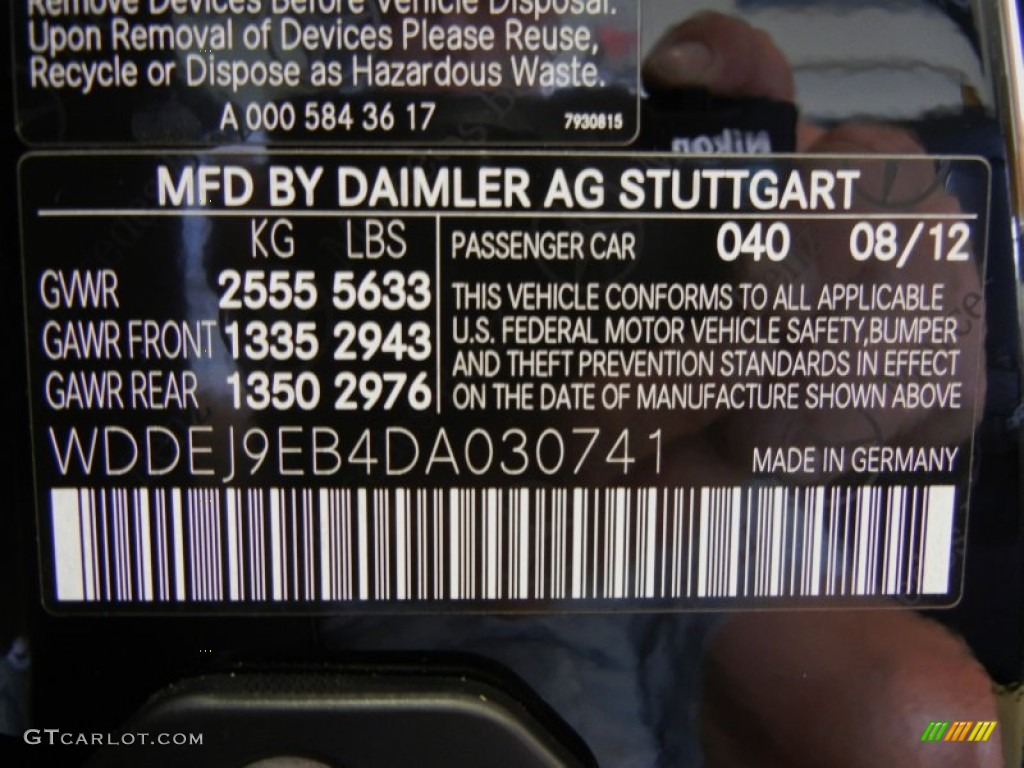 Remove Devices Before Vehicle Disposal.
Upon Removal of Devices Please Reuse,
Recycle or Dispose as Hazardous Waste.
A 000 584 36 17
7930815
Nikon
MFD BY DAIMLER AG STUTTGART
KG LBS
GVWR 2555 5633
GAWR FRONT 1335 2943
GAWR REAR 1350 2976
PASSENGER CAR 040 08/12
THIS VEHICLE CONFORMS TO ALL APPLICABLE
U.S. FEDERAL MOTOR VEHICLE SAFETY,BUMPER
AND THEFT PREVENTION STANDARDS IN EFFECT
ON THE DATE OF MANUFACTURE SHOWN ABOVE
WDDEJ9EB4DA030741
MADE IN GERMANY
GTCARLOT.COM